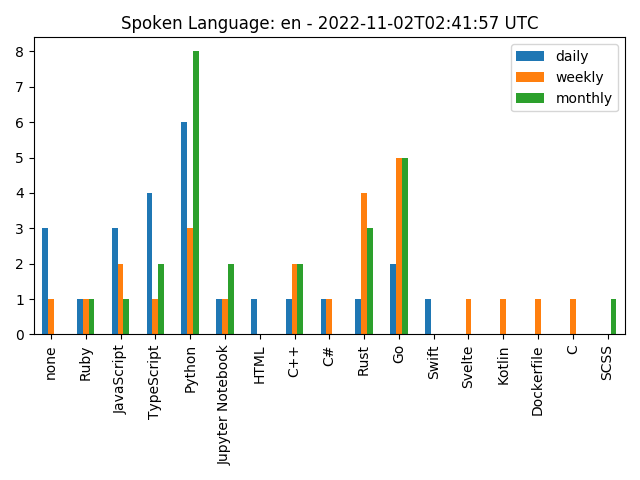 Spoken Language: en - 2022-11-02T02:41:57 UTC
daily
weekly
monthly
8
7
6
5
4
3
2
1
0
none
Ruby
JavaScript
TypeScript
Python
Jupyter Notebook
HTML
C++
C#
Rust
Go
Swift
Svelte
Kotlin
Dockerfile
C
SCSS